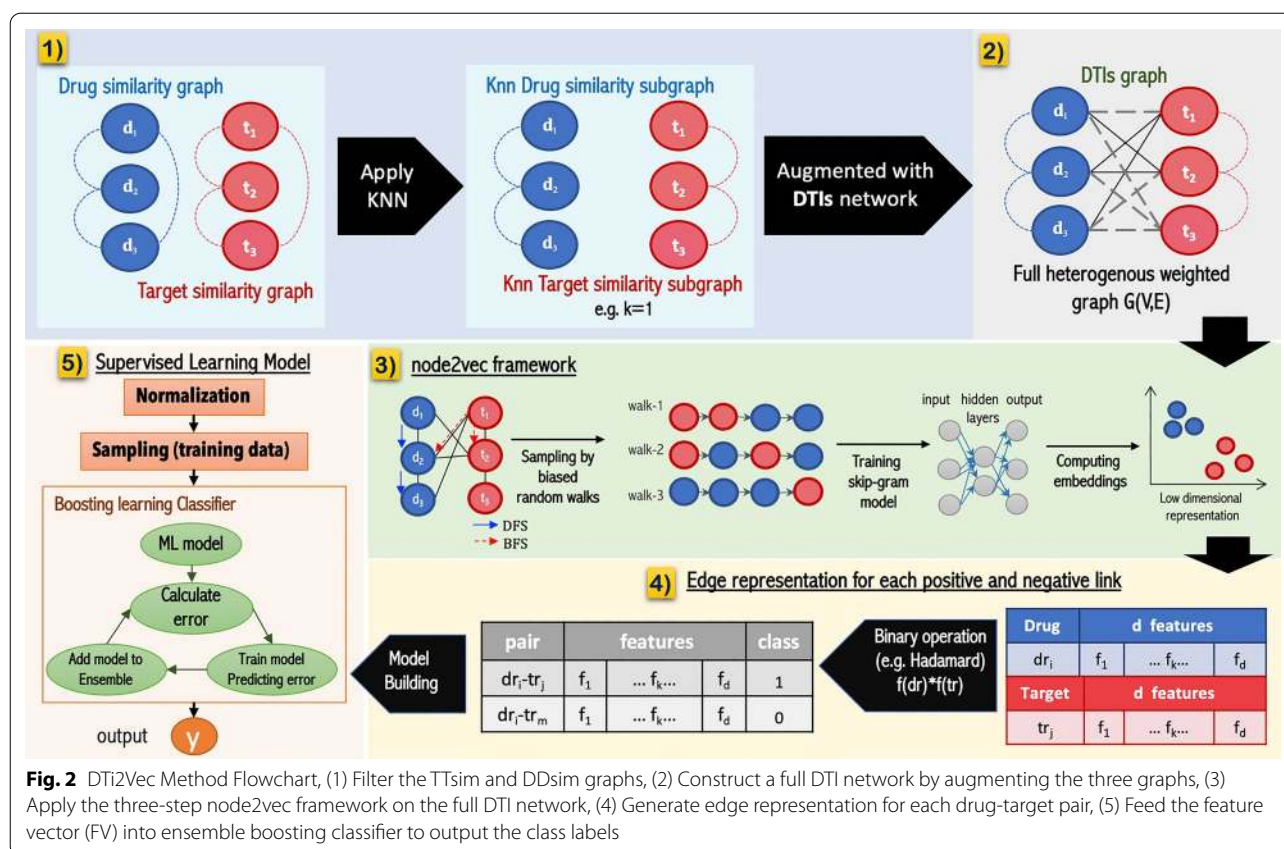 1)
Drug similarity graph
d1
t1
d2
t2
d3
t3
Target similarity graph
Apply
KNN
Knn Drug similarity subgraph
d1
t1
d2
t2
d3
t3
Knn Target similarity subgraph
e.g. k=1
Augmented with
DTIs network
2)
DTIs graph
d1
t1
d2
t2
d3
t3
Full heterogenous weighted
graph G(V,E)
3)
node2vec framework
d1
t1
d2
t2
d3
t3
DFS
BFS
Sampling by
biased
random walks
walk-1
walk-2
walk-3
Training
skip-gram
model
input hidden output
layers
Computing
embeddings
Low dimensional
representation
4)
Edge representation for each positive and negative link
Drug d features
dri f1 ... fk... fd
Target d features
trj f1 ... fk... fd
Binary operation
(e.g. Hadamard)
f(dr)*f(tr)
pair features class
dri-trj f1 ... fk... fd 1
dri-trm f1 ... fk... fd 0
Model
Building
5)
Supervised Learning Model
Normalization
Sampling (training data)
Boosting learning Classifier
ML model
Calculate
error
Train model
Predicting error
Add model to
Ensemble
output
y
Fig. 2 DTi2Vec Method Flowchart, (1) Filter the TTsim and DDsim graphs, (2) Construct a full DTI network by augmenting the three graphs, (3)
Apply the three-step node2vec framework on the full DTI network, (4) Generate edge representation for each drug-target pair, (5) Feed the feature
vector (FV) into ensemble boosting classifier to output the class labels